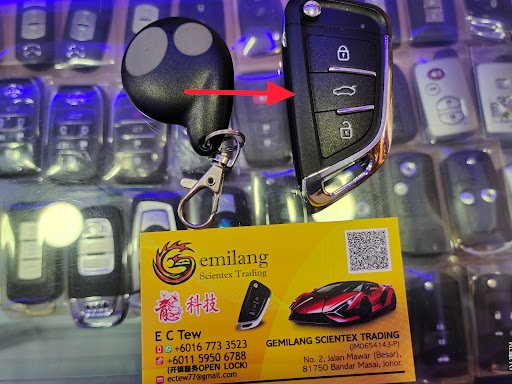 emilang
Scientex Trading
龍 科技
E C Tew
+6016 773 3523
+6011 5950 6788
(开锁服务OPEN LOCK)
ectew77@gmail.com
GEMILANG SCIENTEX TRADING
(JM0654143-P)
No. 2, Jalan Mawar (Besar),
81750 Bandar Masai, Johor.